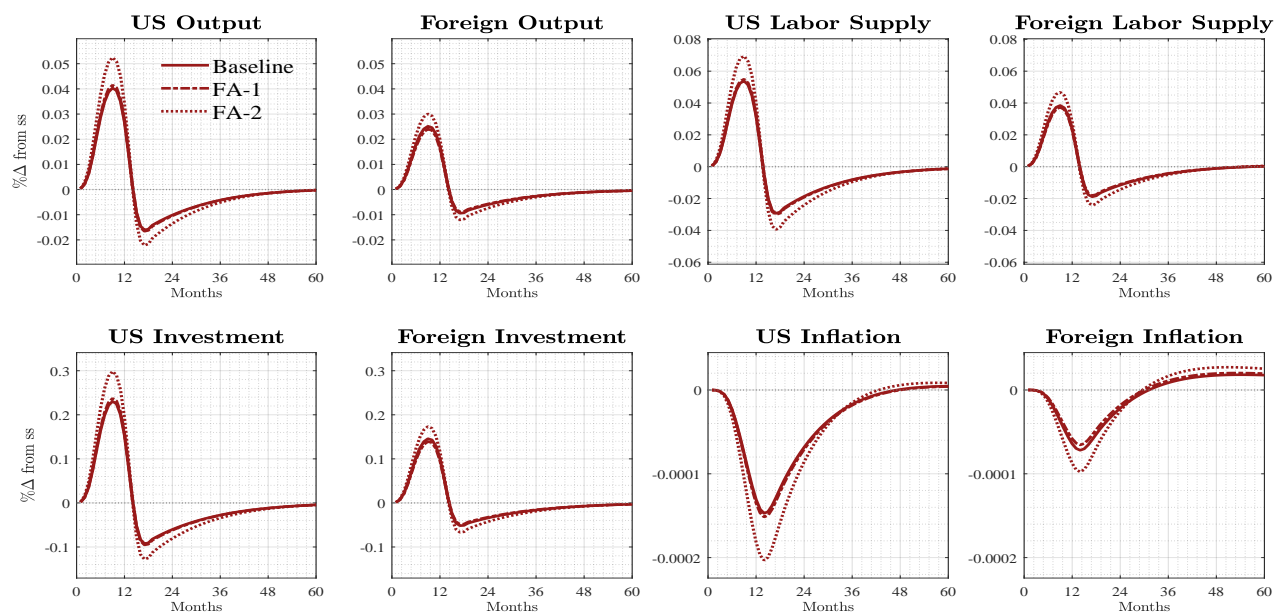 US Output
Foreign Output
US Labor Supply
Foreign Labor Supply
%Δ from ss
0.05
0.04
0.03
0.02
0.01
0
-0.01
-0.02
Baseline
FA-1
FA-2
0 12 24 36 48 60
Months
0.05
0.04
0.03
0.02
0.01
0
-0.01
-0.02
0 12 24 36 48 60
Months
0.08
0.06
0.04
0.02
0
-0.02
-0.04
-0.06
0 12 24 36 48 60
Months
0.08
0.06
0.04
0.02
0
-0.02
-0.04
-0.06
0 12 24 36 48 60
Months
US Investment
Foreign Investment
US Inflation
Foreign Inflation
%Δ from ss
0.3
0.2
0.1
0
-0.1
0 12 24 36 48 60
Months
0.3
0.2
0.1
0
-0.1
0 12 24 36 48 60
Months
0
-0.0001
-0.0002
0 12 24 36 48 60
Months
0
-0.0001
-0.0002
0 12 24 36 48 60
Months